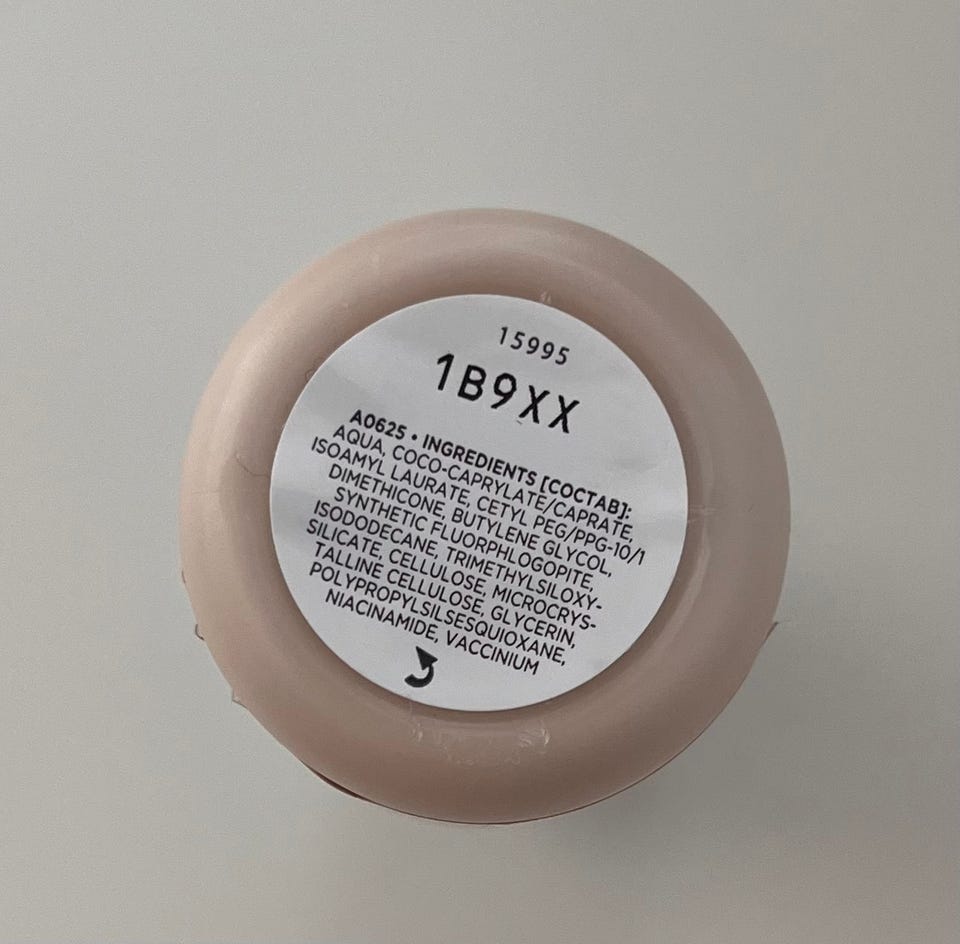 15995
1B9XX
A0625 • INGREDIENTS [СОСТАВ]:
AQUA, COCO-CAPRYLATE/CAPRATE,
ISOAMYL LAURATE, CETYL PEG/PPG-10/1
DIMETHICONE, BUTYLENE GLYCOL,
SYNTHETIC FLUORPHLOGOPITE,
ISODODECANE, TRIMETHYLSILOXY-
SILICATE, CELLULOSE, MICROCRYS-
TALLINE CELLULOSE, GLYCERIN,
POLYPROPYLSILSESQUIOXANE,
NIACINAMIDE, VACCINIUM